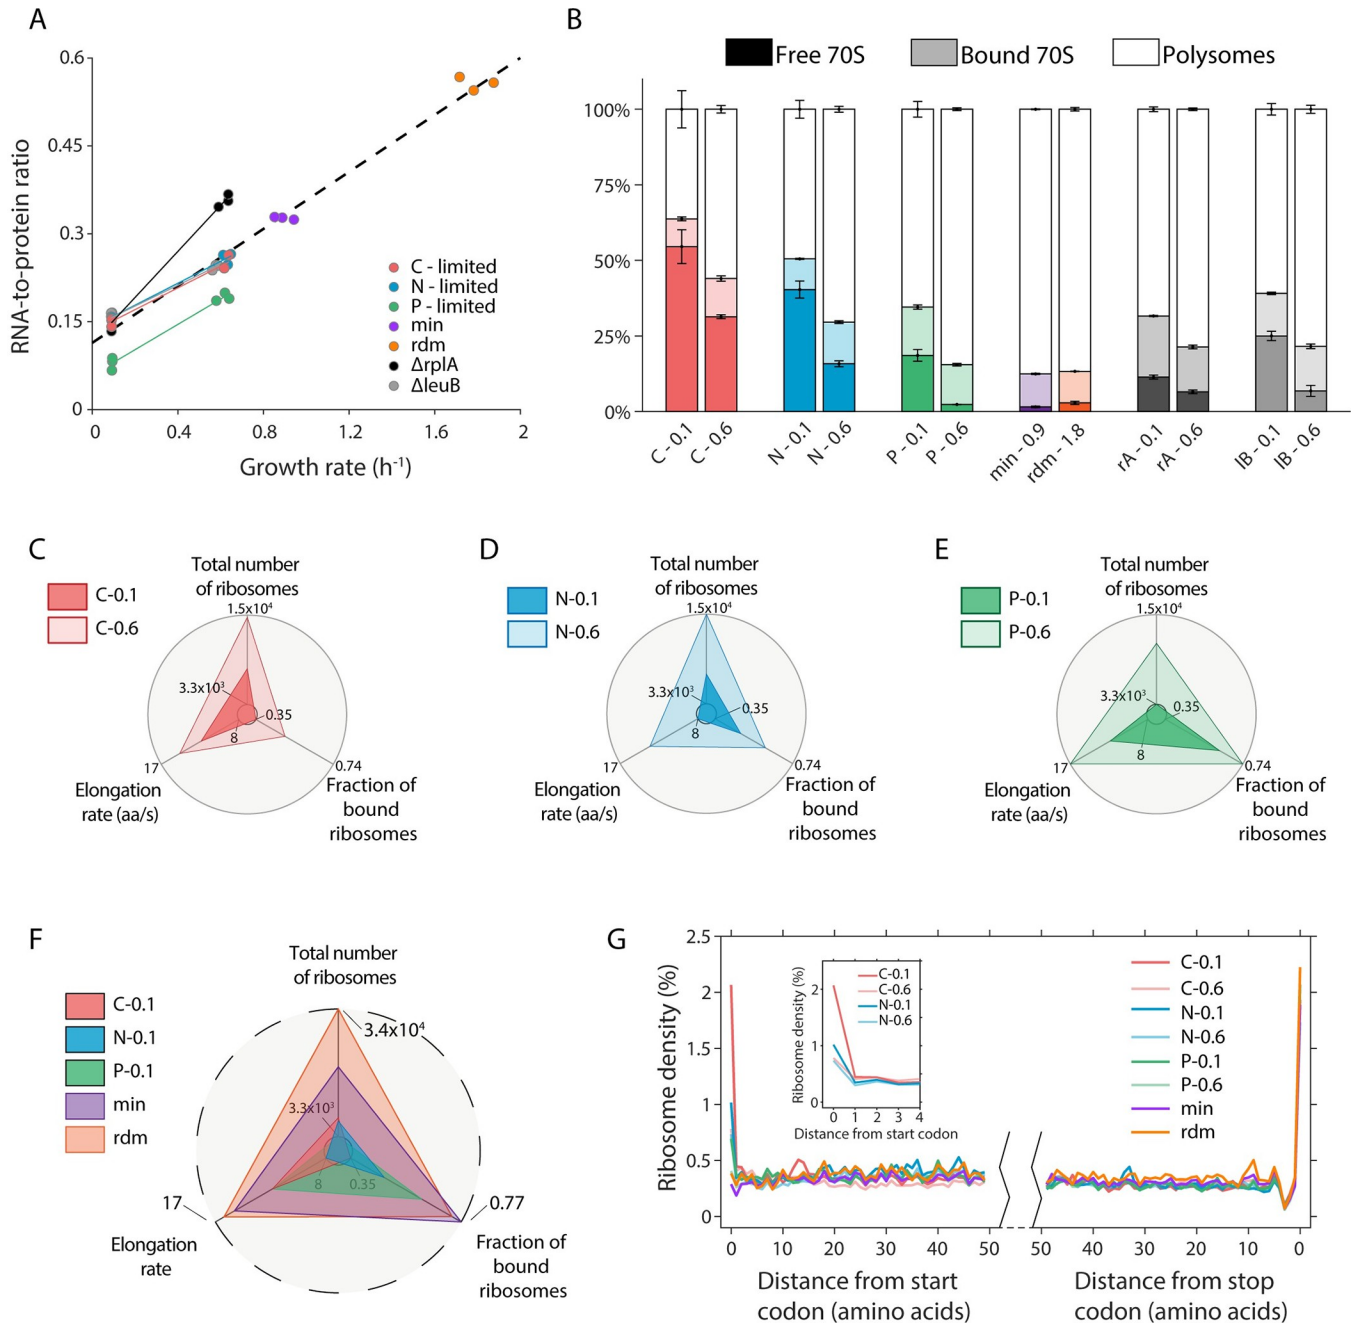 A
0.6
0.45
0.3
0.15
0
RNA-to-protein ratio
0
0.4
0.8
1.2
1.6
2
Growth rate (h-1)
C - limited
N - limited
P - limited
min
rdm
ΔrplA
ΔleuB
B
Free 70S
Bound 70S
Polysomes
100%
75%
50%
25%
0%
C - 0.1
C - 0.6
N - 0.1
N - 0.6
P - 0.1
P - 0.6
min - 0.9
rdm - 1.8
rA - 0.1
rA - 0.6
lB - 0.1
lB - 0.6
C
C-0.1
C-0.6
Total number
of ribosomes
1.5x10⁴
3.3x10³
0.35
8
17
0.74
Elongation
rate (aa/s)
Fraction of
bound
ribosomes
D
N-0.1
N-0.6
Total number
of ribosomes
1.5x10⁴
3.3x10³
0.35
8
17
0.74
Elongation
rate (aa/s)
Fraction of
bound
ribosomes
E
P-0.1
P-0.6
Total number
of ribosomes
1.5x10⁴
3.3x10³
0.35
8
17
0.74
Elongation
rate (aa/s)
Fraction of
bound
ribosomes
F
C-0.1
N-0.1
P-0.1
min
rdm
Total number
of ribosomes
3.4x10⁴
3.3x10³
8
0.35
17
0.77
Elongation
rate
Fraction of
bound
ribosomes
G
2.5
2
1.5
1
0.5
0
Ribosome density (%)
0
10
20
30
40
50
50
40
30
20
10
0
Distance from start
codon (amino acids)
Distance from stop
codon (amino acids)
C-0.1
C-0.6
N-0.1
N-0.6
P-0.1
P-0.6
min
rdm
Ribosome density (%)
2
1
0
0
1
2
3
4
Distance from start codon
C-0.1
C-0.6
N-0.1
N-0.6